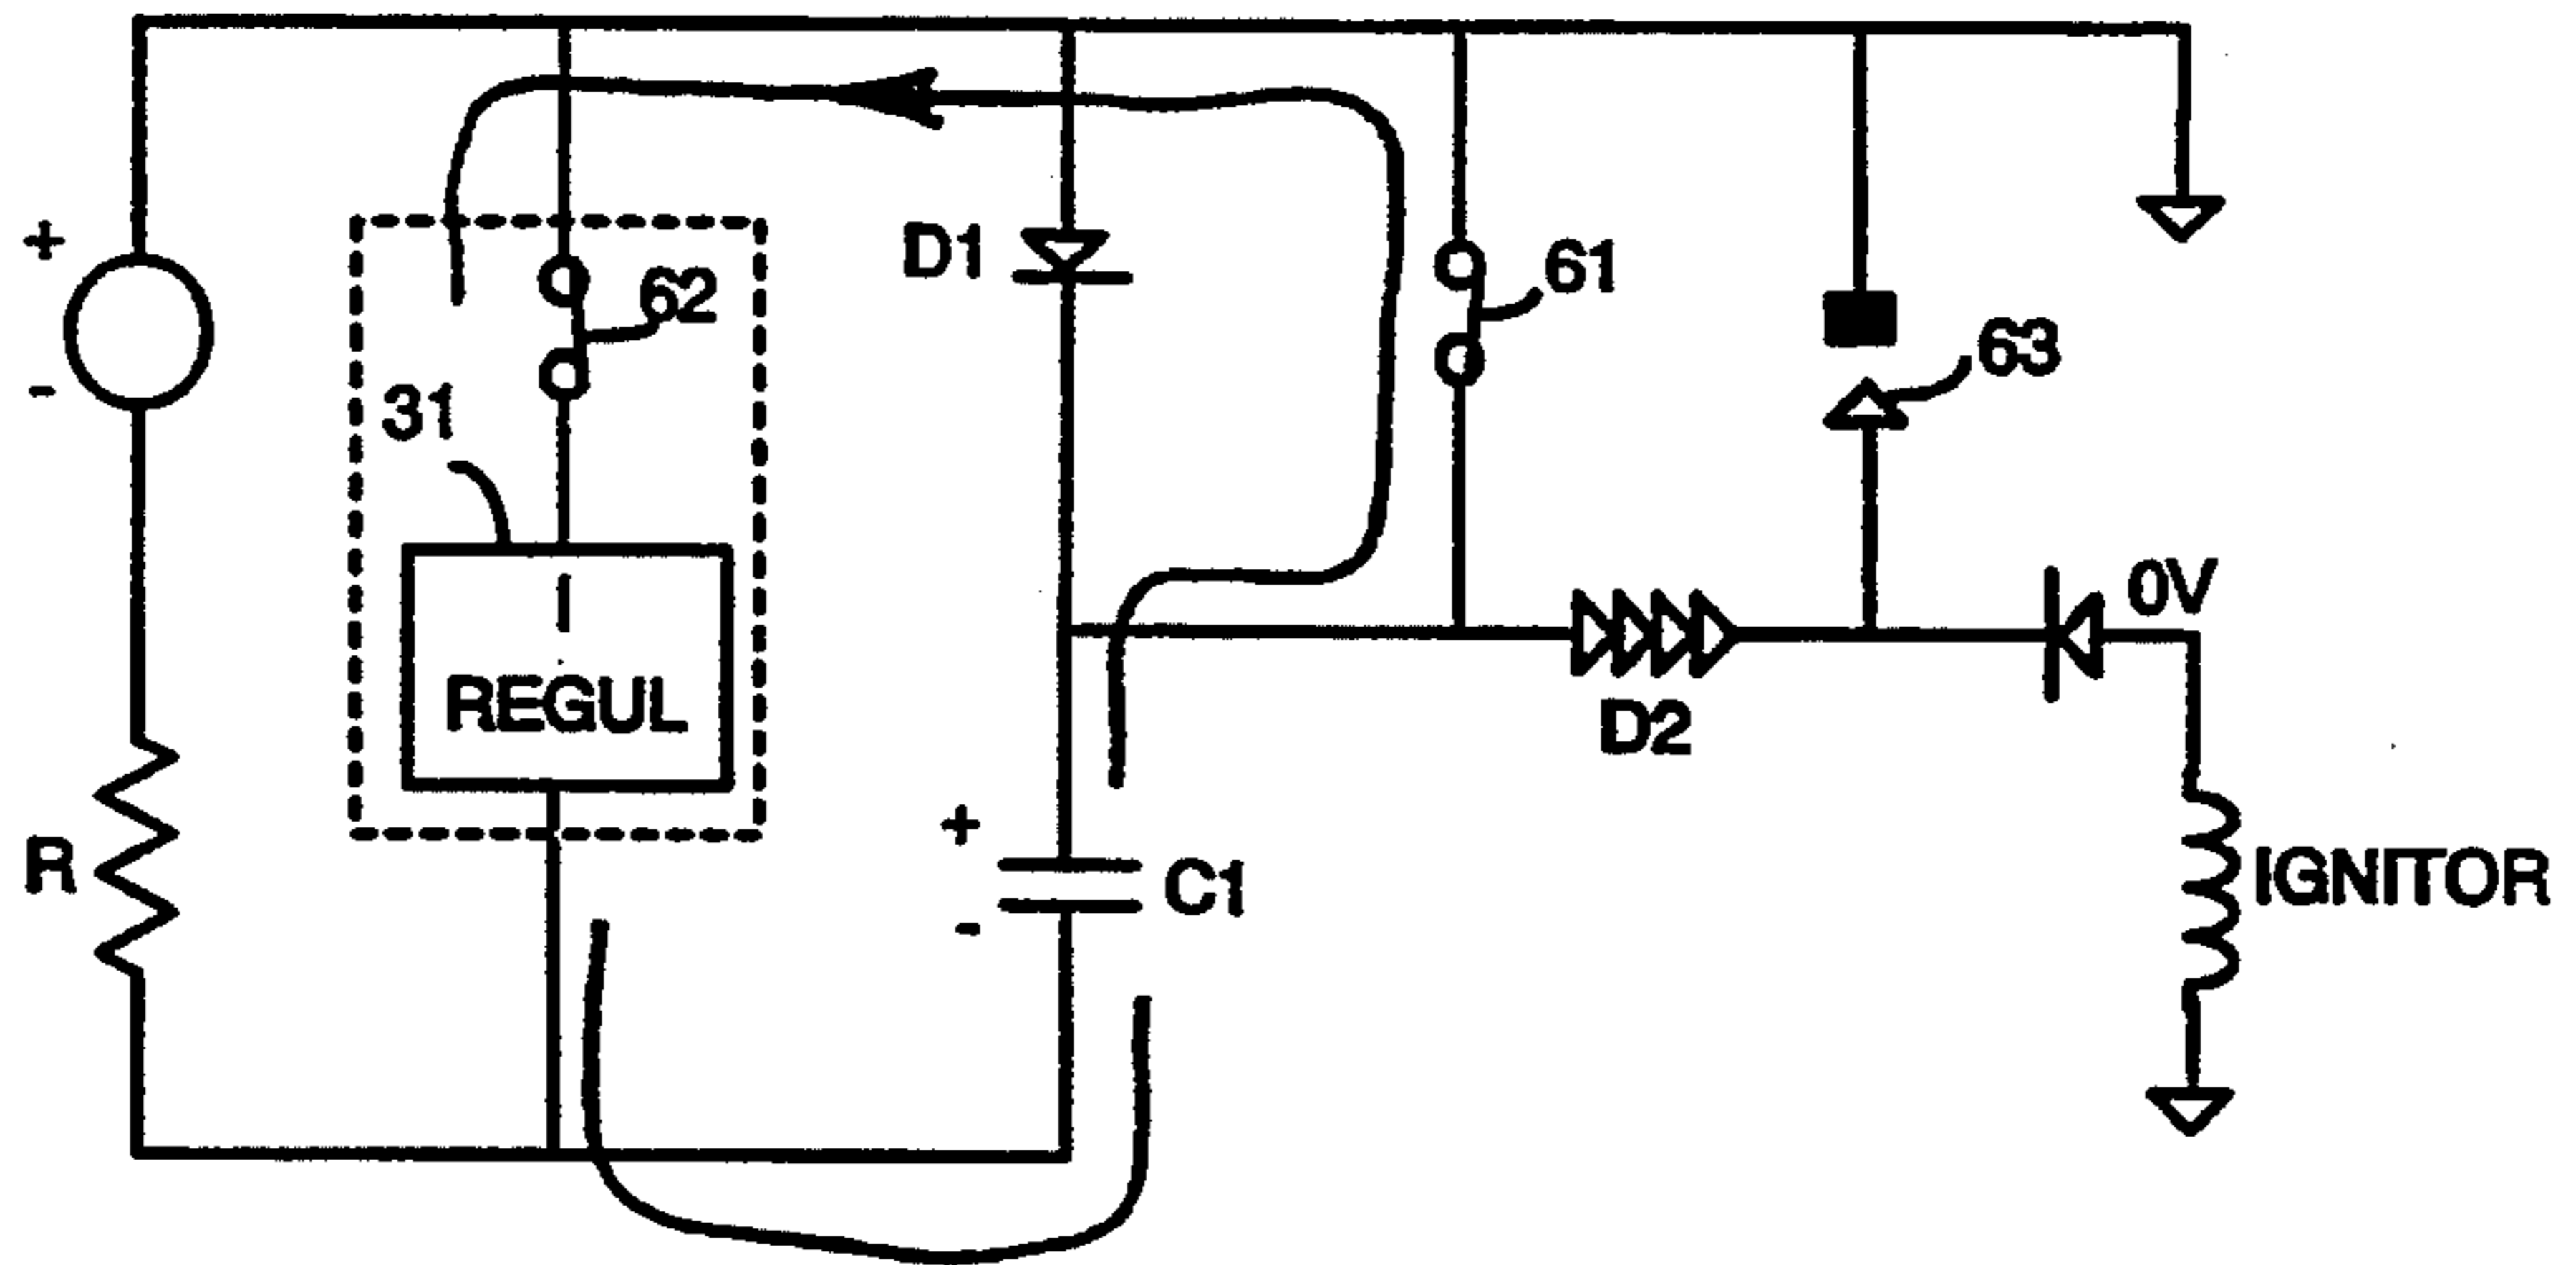 +
-
R
62
31
REGUL
D1
+
-
C1
61
D2
63
0V
IGNITOR